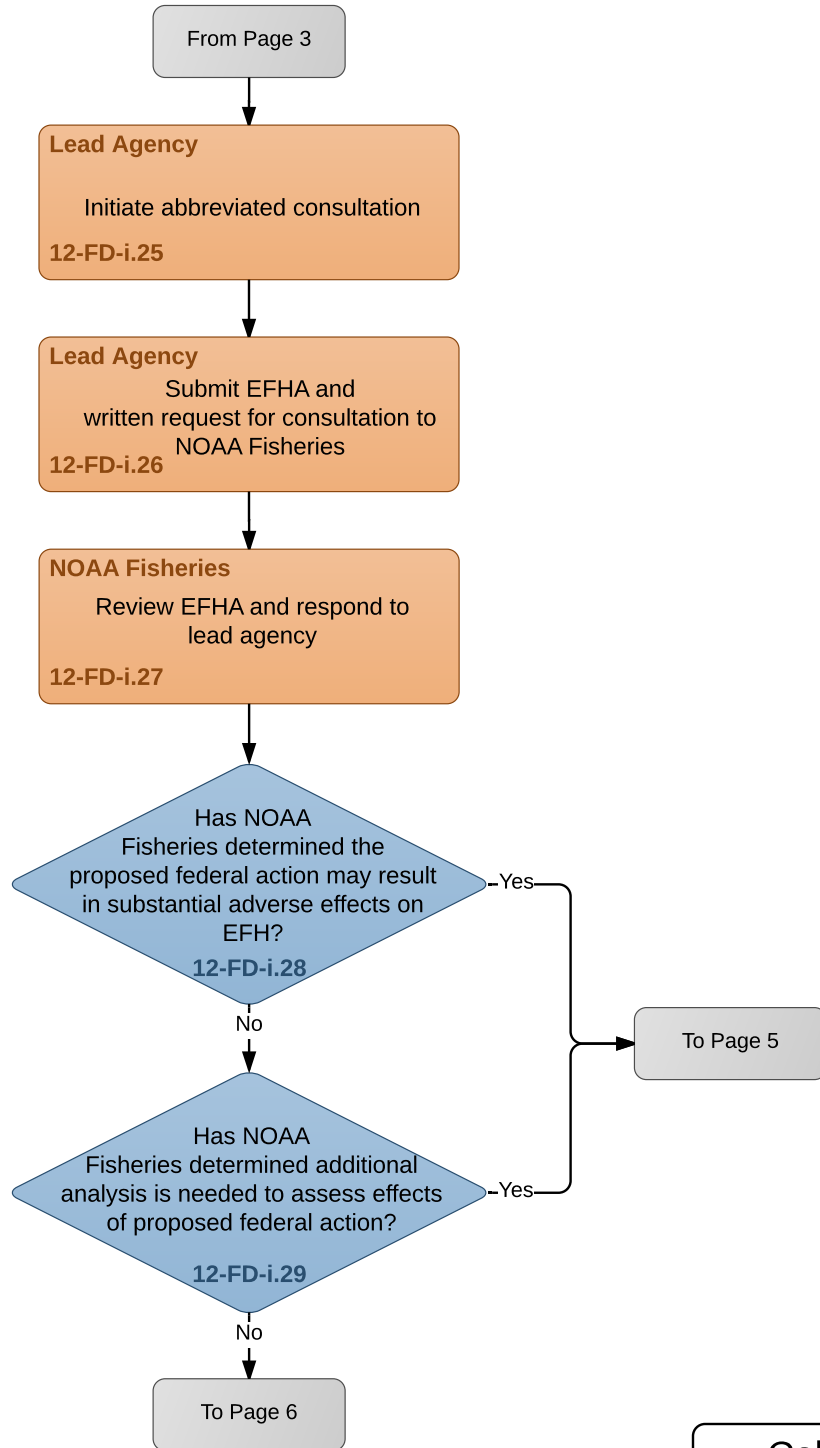 From Page 3
Lead Agency
Initiate abbreviated consultation
12-FD-i.25
Lead Agency
Submit EFHA and
written request for consultation to
NOAA Fisheries
12-FD-i.26
NOAA Fisheries
Review EFHA and respond to
lead agency
12-FD-i.27
Has NOAA
Fisheries determined the
proposed federal action may result
in substantial adverse effects on
EFH?
12-FD-i.28
Yes
No
To Page 5
Has NOAA
Fisheries determined additional
analysis is needed to assess effects
of proposed federal action?
12-FD-i.29
Yes
No
To Page 6